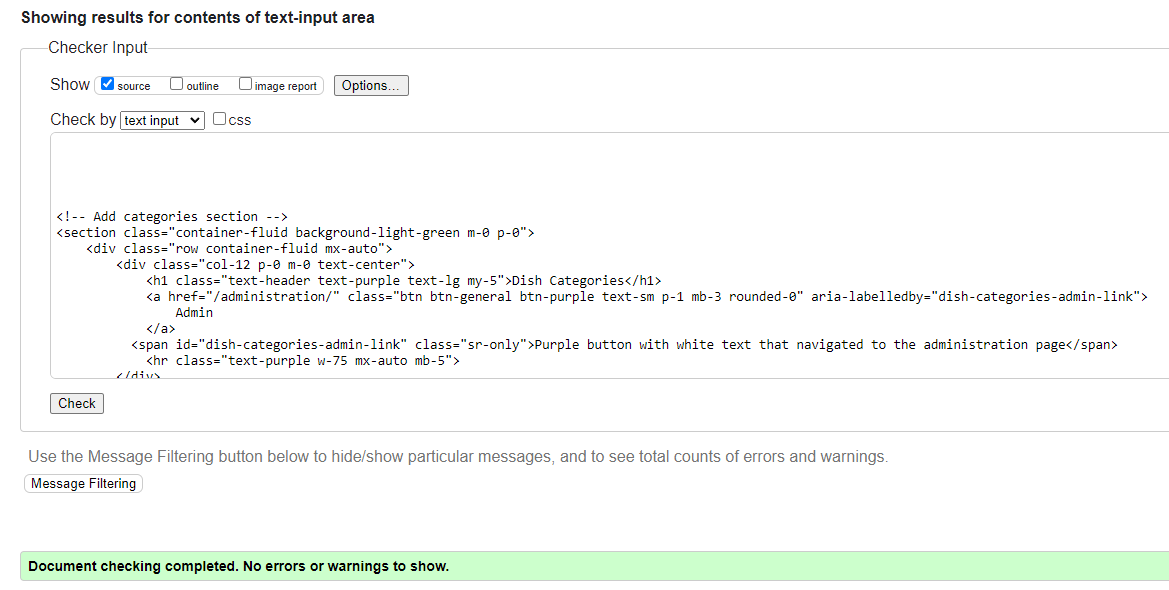 Showing results for contents of text-input area
Checker Input
Show source outline image report Options...
Check by text input css
<!-- Add categories section -->
<section class="container-fluid background-light-green m-0 p-0">
<div class="row container-fluid mx-auto">
<div class="col-12 p-0 m-0 text-center">
<h1 class="text-header text-purple text-lg my-5">Dish Categories</h1>
<a href="/administration/" class="btn btn-general btn-purple text-sm p-1 mb-3 rounded-0" aria-labelledby="dish-categories-admin-link">
Admin
</a>
<span id="dish-categories-admin-link" class="sr-only">Purple button with white text that navigated to the administration page</span>
<hr class="text-purple w-75 mx-auto mb-5">
</div>
Check
Use the Message Filtering button below to hide/show particular messages, and to see total counts of errors and warnings.
Message Filtering
Document checking completed. No errors or warnings to show.